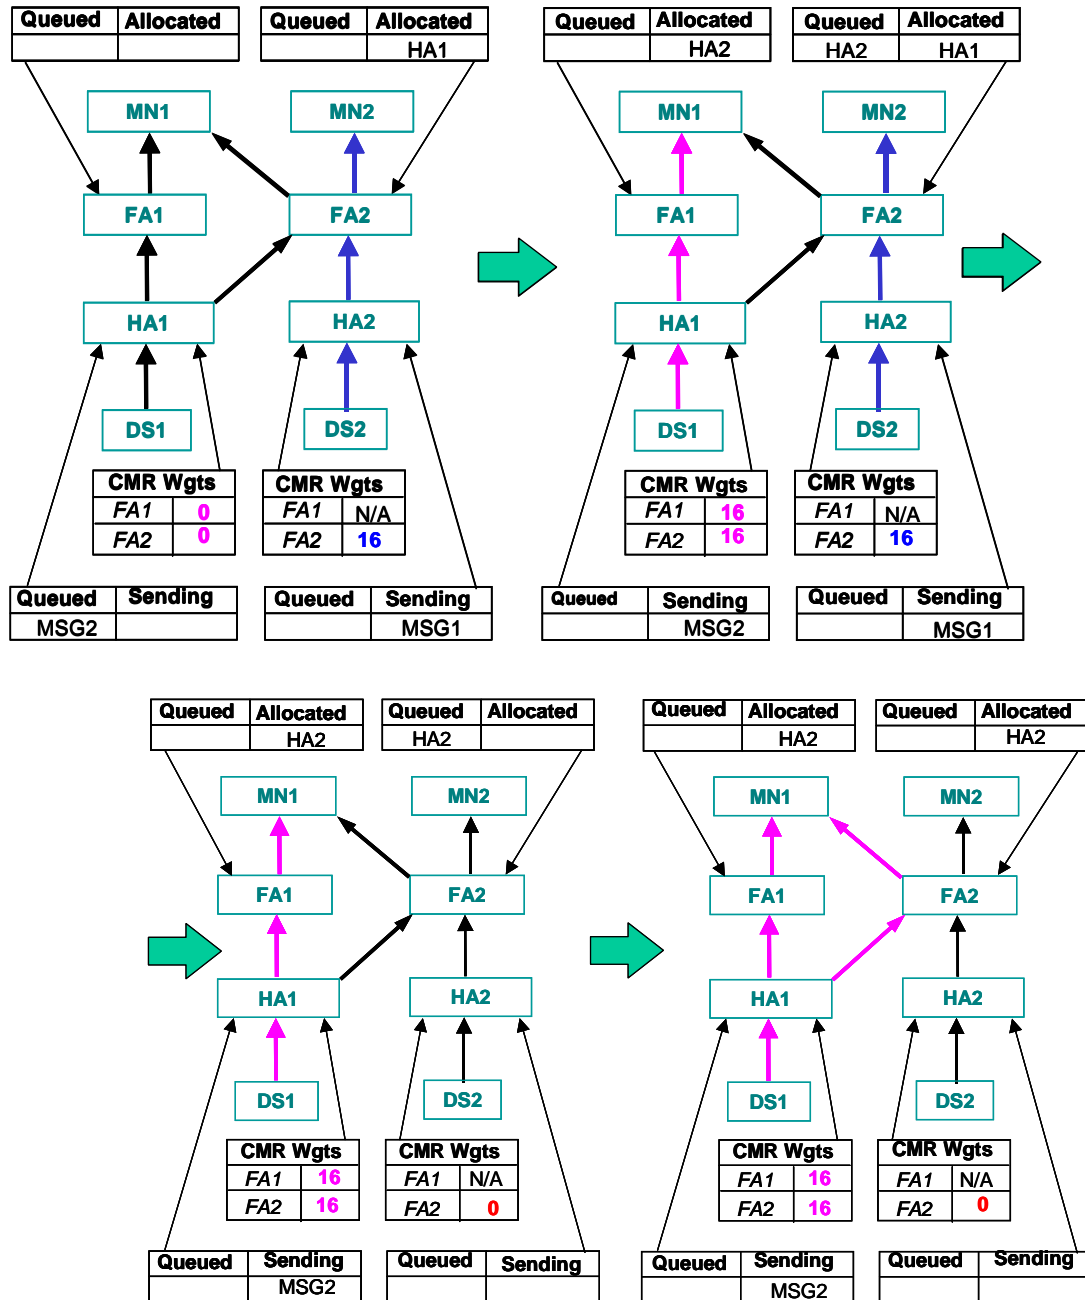 Queued Allocated Queued Allocated Queued Allocated Queued Allocated
HA1 HA2 HA2 HA1
MN1 MN2 MN1 MN2
FA1 FA2 FA1 FA2
HA1 HA2 HA1 HA2
DS1 DS2 DS1 DS2
CMR Wgts CMR Wgts CMR Wgts CMR Wgts
FA1 0 FA1 N/A FA1 16 FA1 N/A
FA2 0 FA2 16 FA2 16 FA2 16
Queued Sending Queued Sending Queued Sending Queued Sending
MSG2 MSG1 MSG2 MSG1
Queued Allocated Queued Allocated Queued Allocated Queued Allocated
HA2 HA2 HA2 HA2
MN1 MN2 MN1 MN2
FA1 FA2 FA1 FA2
HA1 HA2 HA1 HA2
DS1 DS2 DS1 DS2
CMR Wgts CMR Wgts CMR Wgts CMR Wgts
FA1 16 FA1 N/A FA1 16 FA1 N/A
FA2 16 FA2 0 FA2 16 FA2 0
Queued Sending Queued Sending Queued Sending Queued Sending
MSG2 MSG2